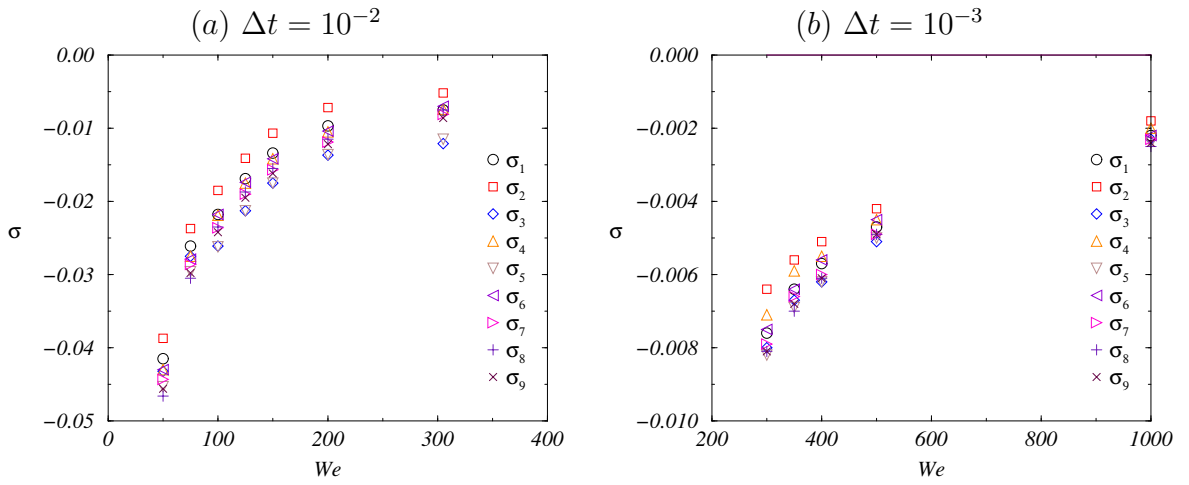 (a) Δt = 10⁻²
0.00
−0.01
−0.02
−0.03
−0.04
−0.05
σ
0
100
200
300
400
We
σ₁
σ₂
σ₃
σ₄
σ₅
σ₆
σ₇
σ₈
σ₉
(b) Δt = 10⁻³
0.000
−0.002
−0.004
−0.006
−0.008
−0.010
σ
200
400
600
800
1000
We
σ₁
σ₂
σ₃
σ₄
σ₅
σ₆
σ₇
σ₈
σ₉